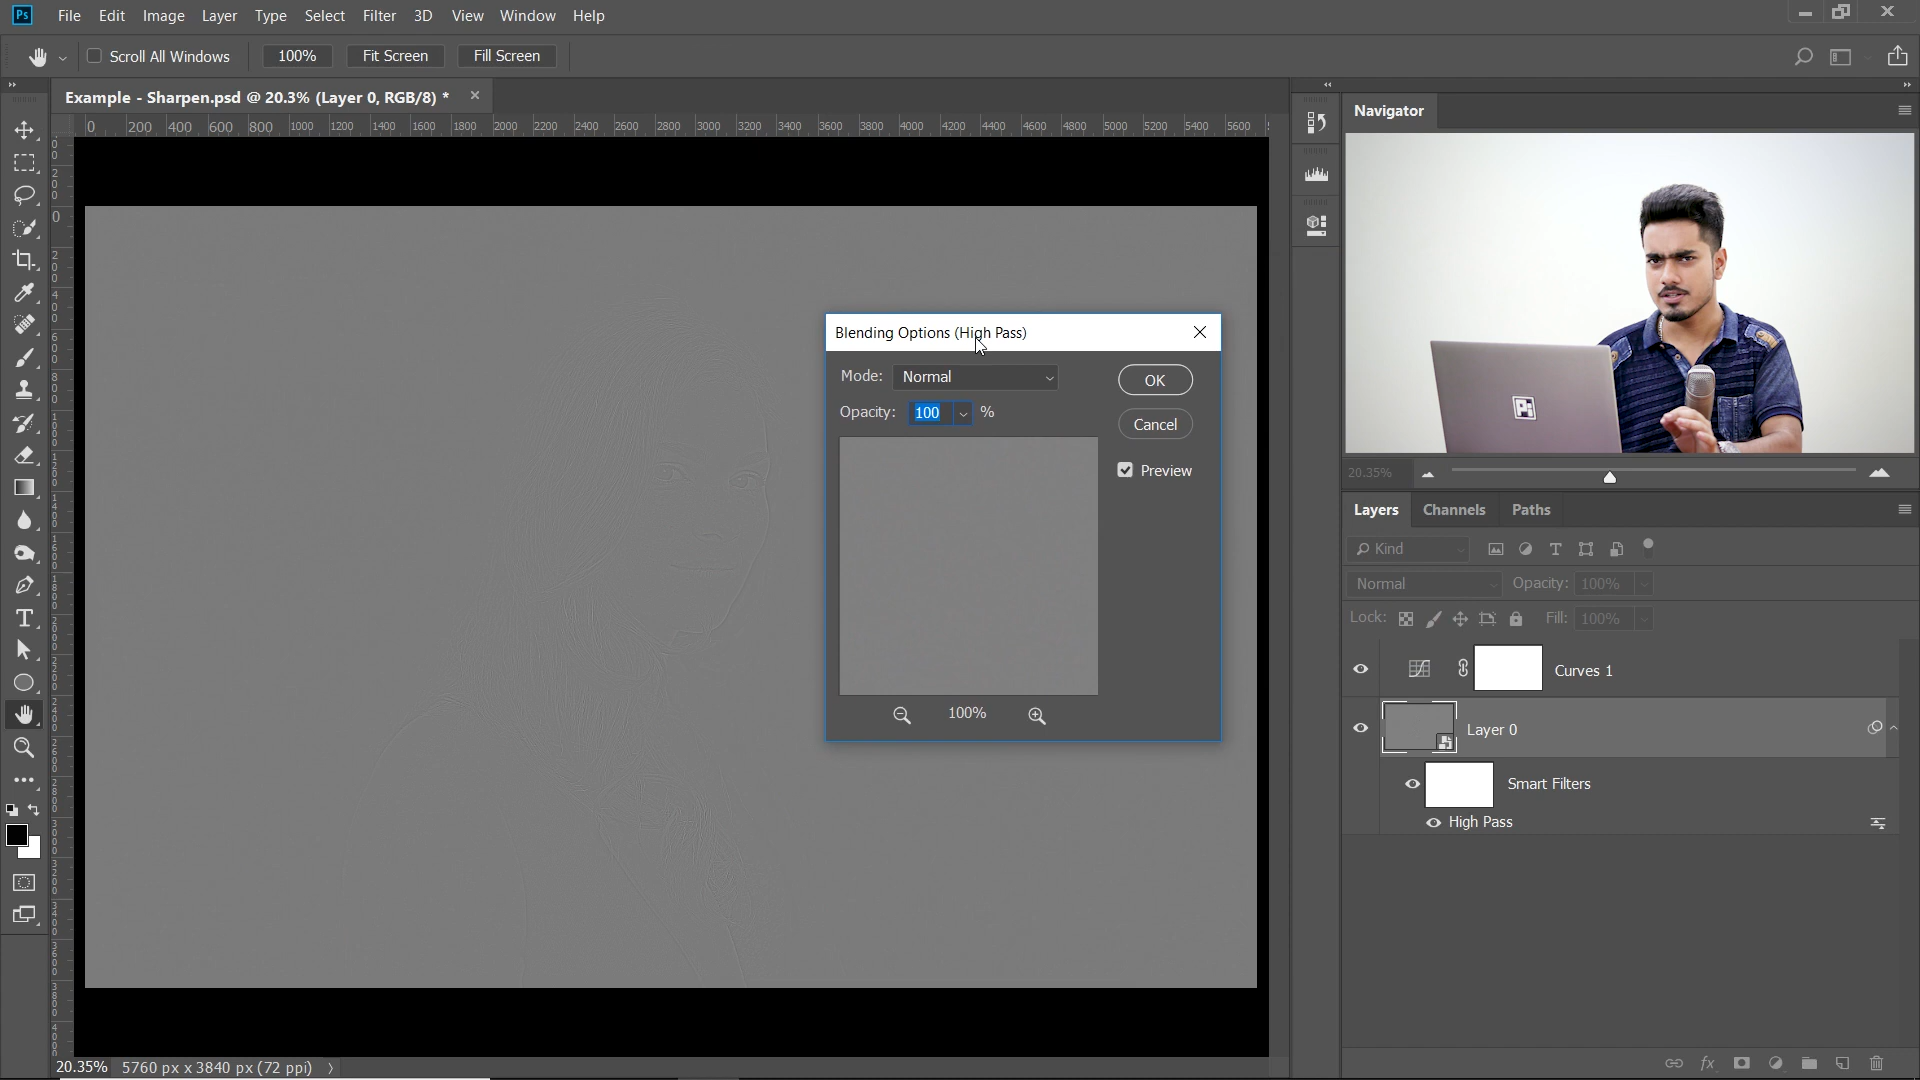 Ps File Edit Image Layer Type Select Filter 3D View Window Help
Scroll All Windows 100% Fit Screen Fill Screen
Example - Sharpen.psd @ 20.3% (Layer 0, RGB/8) *
0 200 400 600 800 1000 1200 1400 1600 1800 2000 2200 2400 2600 2800 3000 3200 3400 3600 3800 4000 4200 4400 4600 4800 5000 5200 5400 5600
Navigator
Blending Options (High Pass)
Mode: Normal
OK
Opacity: 100 %
Cancel
Preview
100%
20.35%
Layers Channels Paths
Kind
Normal Opacity: 100%
Lock: Fill: 100%
Curves 1
Layer 0
Smart Filters
High Pass
fx
20.35% 5760 px x 3840 px (72 ppi)